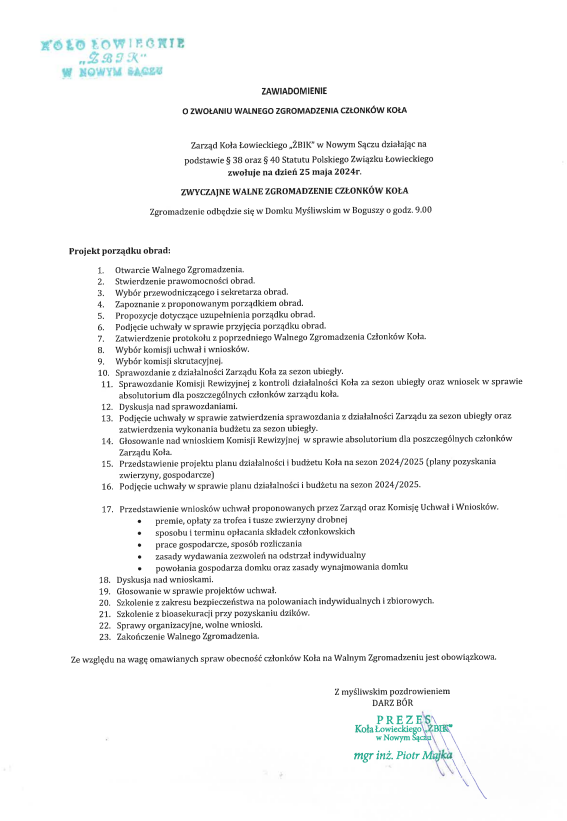 KOŁO ŁOWIECKIE
„ŻBIK”
W NOWYM SĄCZU
ZAWIADOMIENIE
O ZWOŁANIU WALNEGO ZGROMADZENIA CZŁONKÓW KOŁA
Zarząd Koła Łowieckiego „ŻBIK” w Nowym Sączu działając na
podstawie § 38 oraz § 40 Statutu Polskiego Związku Łowieckiego
zwołuje na dzień 25 maja 2024r.
ZWYCZAJNE WALNE ZGROMADZENIE CZŁONKÓW KOŁA
Zgromadzenie odbędzie się w Domku Myśliwskim w Boguszy o godz. 9.00
Projekt porządku obrad:
1. Otwarcie Walnego Zgromadzenia.
2. Stwierdzenie prawomocności obrad.
3. Wybór przewodniczącego i sekretarza obrad.
4. Zapoznanie z proponowanym porządkiem obrad.
5. Propozycje dotyczące uzupełnienia porządku obrad.
6. Podjęcie uchwały w sprawie przyjęcia porządku obrad.
7. Zatwierdzenie protokołu z poprzedniego Walnego Zgromadzenia Członków Koła.
8. Wybór komisji uchwał i wniosków.
9. Wybór komisji skrutacyjnej.
10. Sprawozdanie z działalności Zarządu Koła za sezon ubiegły.
11. Sprawozdanie Komisji Rewizyjnej z kontroli działalności Koła za sezon ubiegły oraz wniosek w sprawie
absolutorium dla poszczególnych członków zarządu koła.
12. Dyskusja nad sprawozdaniami.
13. Podjęcie uchwały w sprawie zatwierdzenia sprawozdania z działalności Zarządu za sezon ubiegły oraz
zatwierdzenia wykonania budżetu za sezon ubiegły.
14. Głosowanie nad wnioskiem Komisji Rewizyjnej w sprawie absolutorium dla poszczególnych członków
Zarządu Koła.
15. Przedstawienie projektu planu działalności i budżetu Koła na sezon 2024/2025 (plany pozyskania
zwierzyny, gospodarcze)
16. Podjęcie uchwały w sprawie planu działalności i budżetu na sezon 2024/2025.
17. Przedstawienie wniosków uchwał proponowanych przez Zarząd oraz Komisję Uchwał i Wniosków.
• premie, opłaty za trofea i tusze zwierzyny drobnej
• sposobu i terminu opłacania składek członkowskich
• prace gospodarcze, sposób rozliczania
• zasady wydawania zezwoleń na odstrzał indywidualny
• powołania gospodarza domku oraz zasady wynajmowania domku
18. Dyskusja nad wnioskami.
19. Głosowanie w sprawie projektów uchwał.
20. Szkolenie z zakresu bezpieczeństwa na polowaniach indywidualnych i zbiorowych.
21. Szkolenie z bioasekuracji przy pozyskaniu dzików.
22. Sprawy organizacyjne, wolne wnioski.
23. Zakończenie Walnego Zgromadzenia.
Ze względu na wagę omawianych spraw obecność członków Koła na Walnym Zgromadzeniu jest obowiązkowa.
Z myśliwskim pozdrowieniem
DARZ BÓR
PREZES
Koła Łowieckiego „ŻBIK”
w Nowym Sączu
mgr inż. Piotr Majka